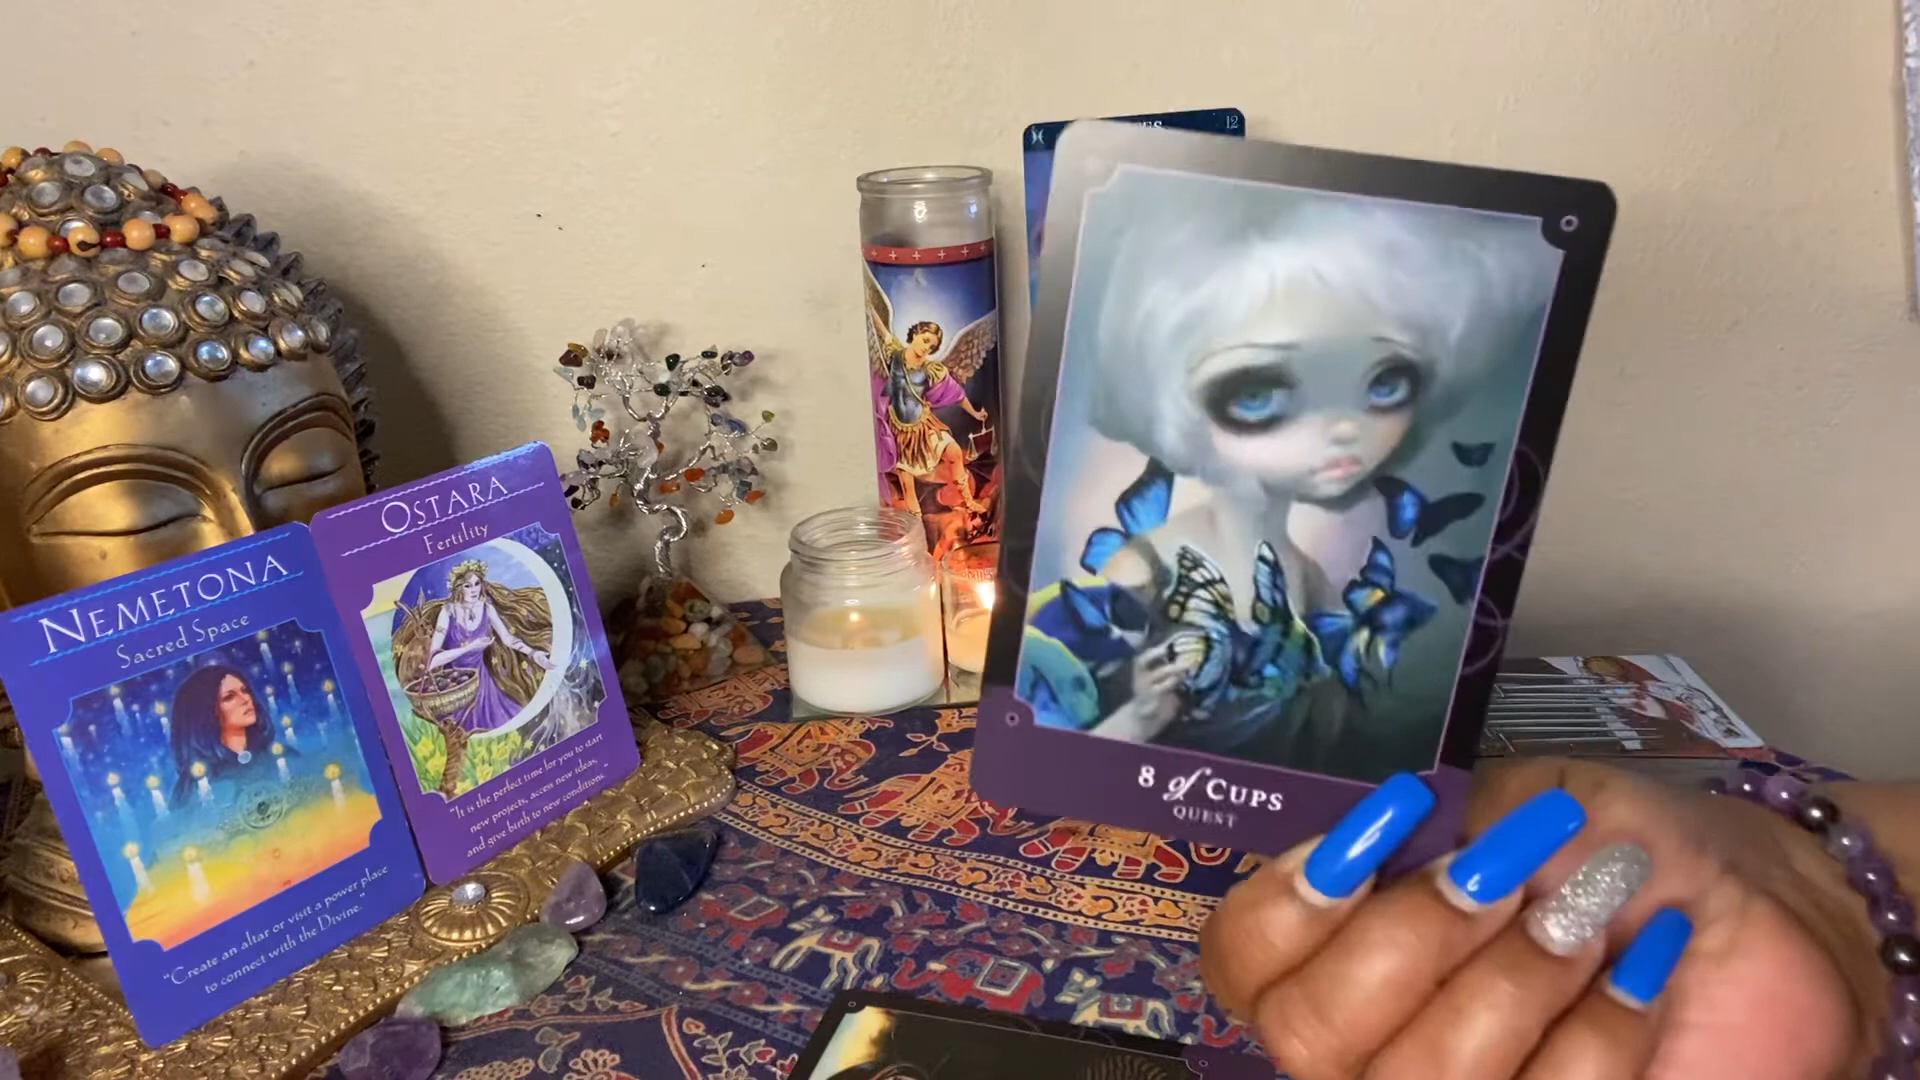 NEMETONA
Sacred Space
"Create an altar or visit a power place
to connect with the Divine."
OSTARA
Fertility
"It is the perfect time for you to start
new projects, access new ideas,
and give birth to new conditions."
12
8 of CUPS
QUEST